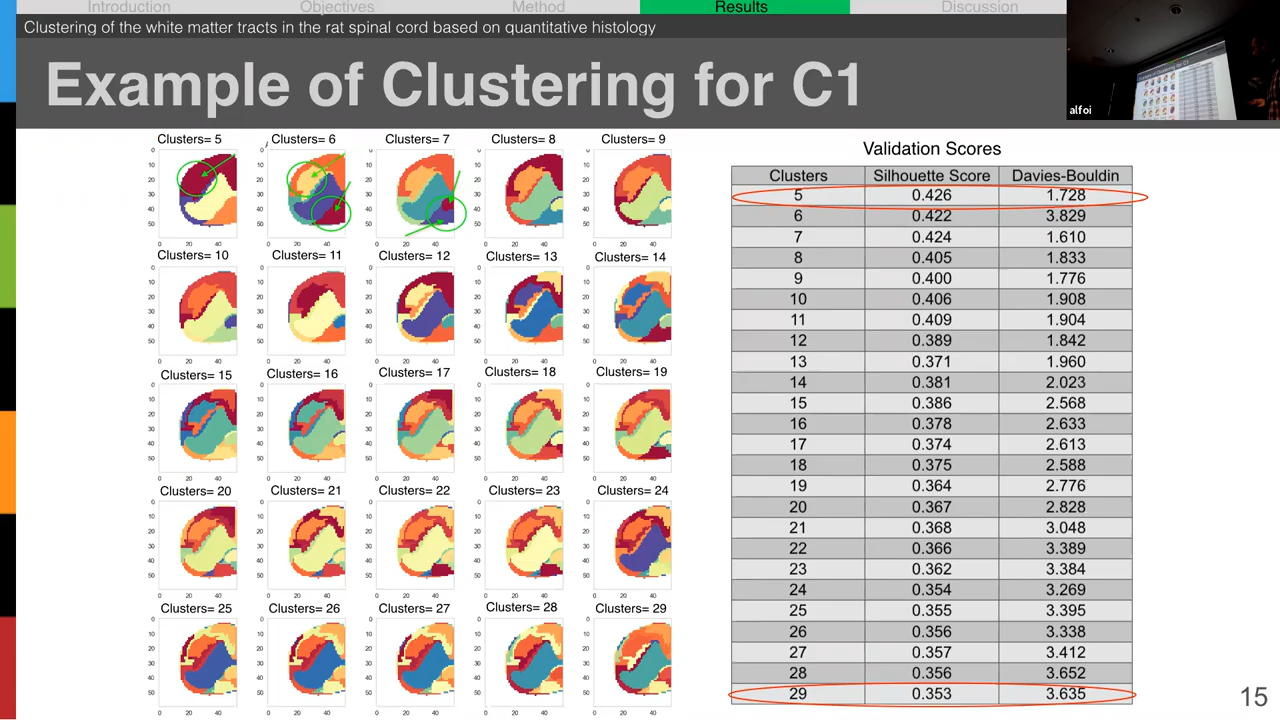 Introduction Objectives Method Results Discussion
Clustering of the white matter tracts in the rat spinal cord based on quantitative histology
Example of Clustering for C1
alfoi
Clusters= 5 Clusters= 6 Clusters= 7 Clusters= 8 Clusters= 9
Clusters= 10 Clusters= 11 Clusters= 12 Clusters= 13 Clusters= 14
Clusters= 15 Clusters= 16 Clusters= 17 Clusters= 18 Clusters= 19
Clusters= 20 Clusters= 21 Clusters= 22 Clusters= 23 Clusters= 24
Clusters= 25 Clusters= 26 Clusters= 27 Clusters= 28 Clusters= 29
Validation Scores
Clusters Silhouette Score Davies-Bouldin
5 0.426 1.728
6 0.422 3.829
7 0.424 1.610
8 0.405 1.833
9 0.400 1.776
10 0.406 1.908
11 0.409 1.904
12 0.389 1.842
13 0.371 1.960
14 0.381 2.023
15 0.386 2.568
16 0.378 2.633
17 0.374 2.613
18 0.375 2.588
19 0.364 2.776
20 0.367 2.828
21 0.368 3.048
22 0.366 3.389
23 0.362 3.384
24 0.354 3.269
25 0.355 3.395
26 0.356 3.338
27 0.357 3.412
28 0.356 3.652
29 0.353 3.635
15